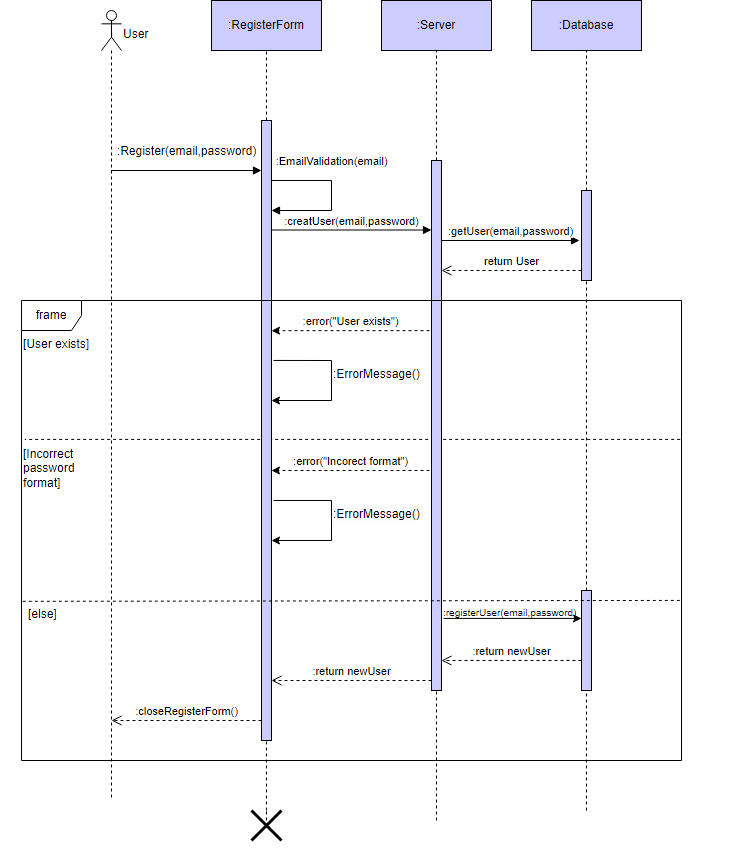 :RegisterForm
:Server
:Database
User
:Register(email,password)
:EmailValidation(email)
:creatUser(email,password)
:getUser(email,password)
return User
frame
:error("User exists")
[User exists]
:ErrorMessage()
[Incorrect
password
format]
:error("Incorect format")
:ErrorMessage()
[else]
:registerUser(email,password)
:return newUser
:return newUser
:closeRegisterForm()